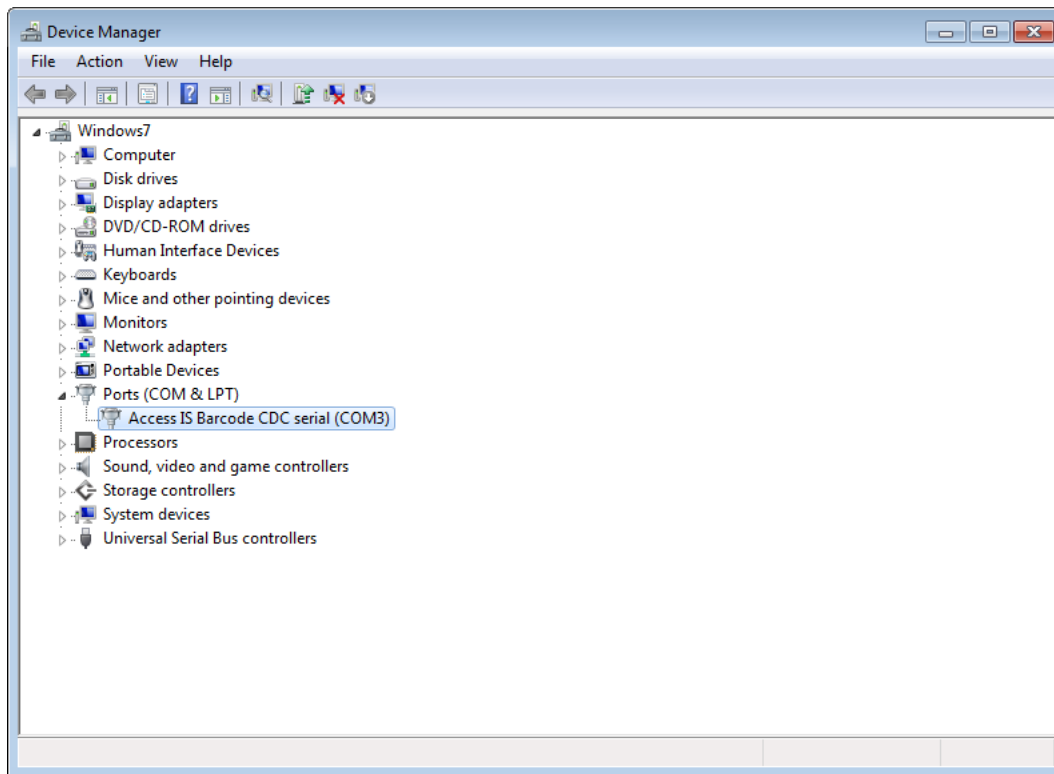 Device Manager
File Action View Help
Windows7
Computer
Disk drives
Display adapters
DVD/CD-ROM drives
Human Interface Devices
Keyboards
Mice and other pointing devices
Monitors
Network adapters
Portable Devices
Ports (COM & LPT)
Access IS Barcode CDC serial (COM3)
Processors
Sound, video and game controllers
Storage controllers
System devices
Universal Serial Bus controllers